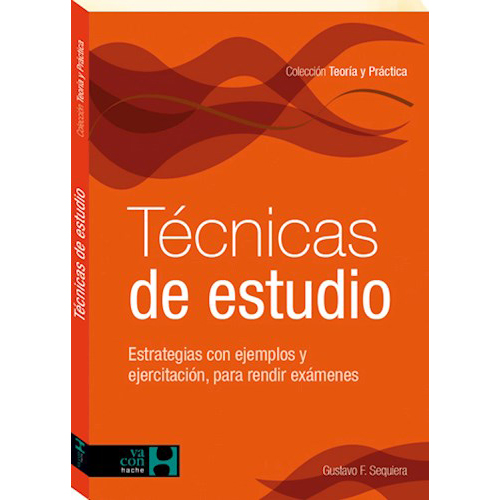 Colección Teoría y Práctica
Técnicas
de estudio
Estrategias con ejemplos y
ejercitación, para rendir exámenes
Gustavo F. Sequiera
va
con
hache
H
Colección Teoría y Práctica
Técnicas de estudio